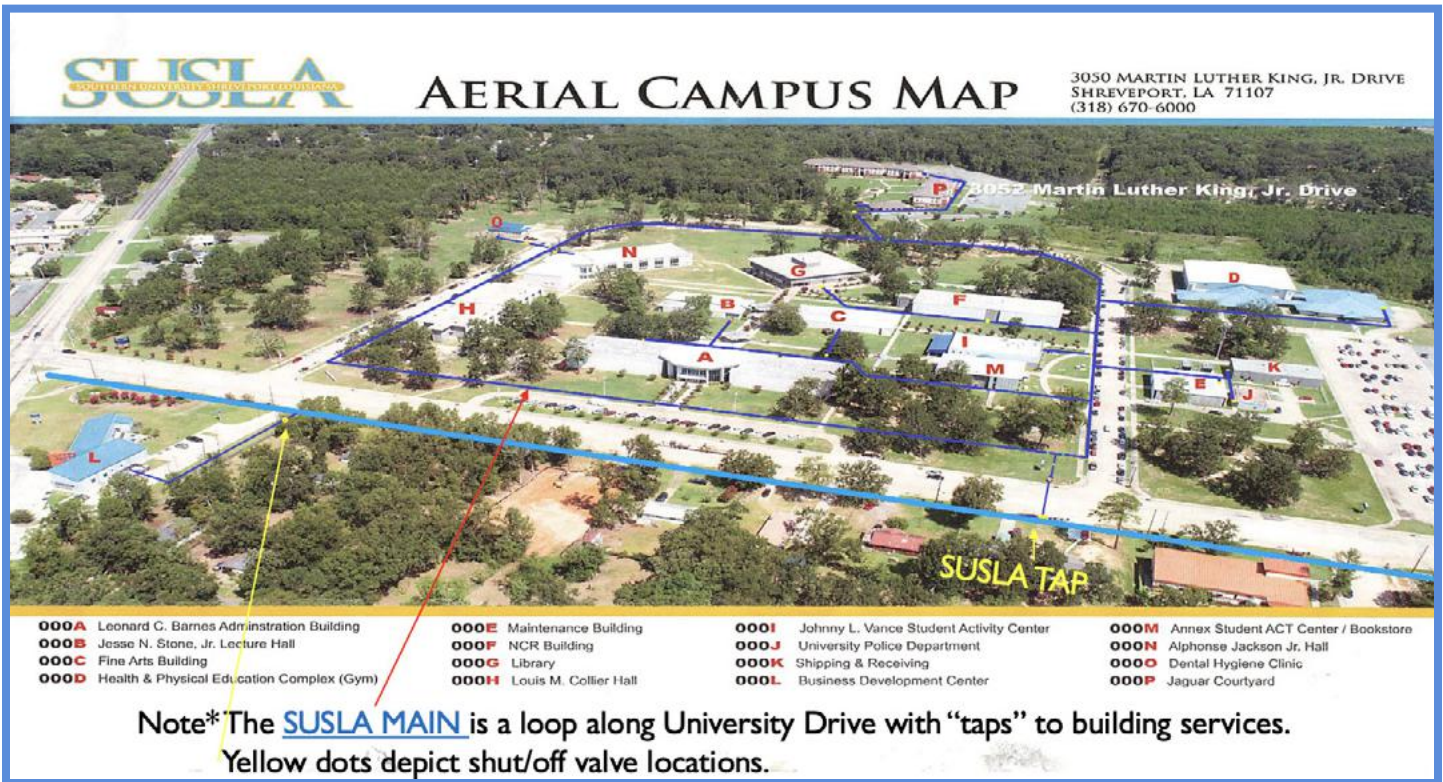 SUSLA
SOUTHERN UNIVERSITY SHREVEPORT LOUISIANA
AERIAL CAMPUS MAP
3050 MARTIN LUTHER KING, JR. DRIVE
SHREVEPORT, LA 71107
(318) 670-6000
P 3052 Martin Luther King, Jr. Drive
O
N
G
D
H
B
C
F
I
A
M
K
E
J
L
SUSLA TAP
000A Leonard C. Barnes Adminstration Building
000B Jesse N. Stone, Jr. Lecture Hall
000C Fine Arts Building
000D Health & Physical Education Complex (Gym)
000E Maintenance Building
000F NCR Building
000G Library
000H Louis M. Collier Hall
000I Johnny L. Vance Student Activity Center
000J University Police Department
000K Shipping & Receiving
000L Business Development Center
000M Annex Student ACT Center / Bookstore
000N Alphonse Jackson Jr. Hall
000O Dental Hygiene Clinic
000P Jaguar Courtyard
Note* The SUSLA MAIN is a loop along University Drive with “taps” to building services.
Yellow dots depict shut/off valve locations.